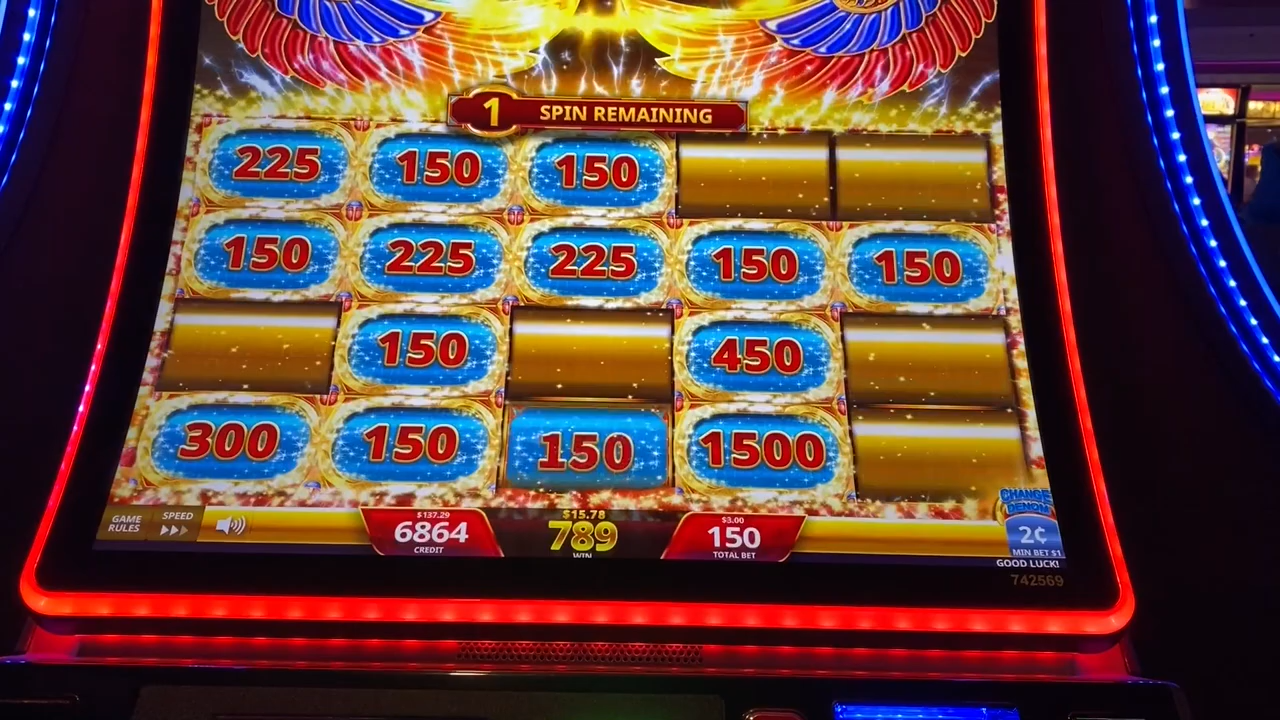 1 SPIN REMAINING
225 150 150
150 225 225 150 150
150 450
300 150 150 1500
GAME RULES
SPEED
$137.29
6864
CREDIT
$15.78
789
WIN
$3.00
150
TOTAL BET
CHANGE
DENOM
2¢
MIN BET $1
GOOD LUCK!
742569